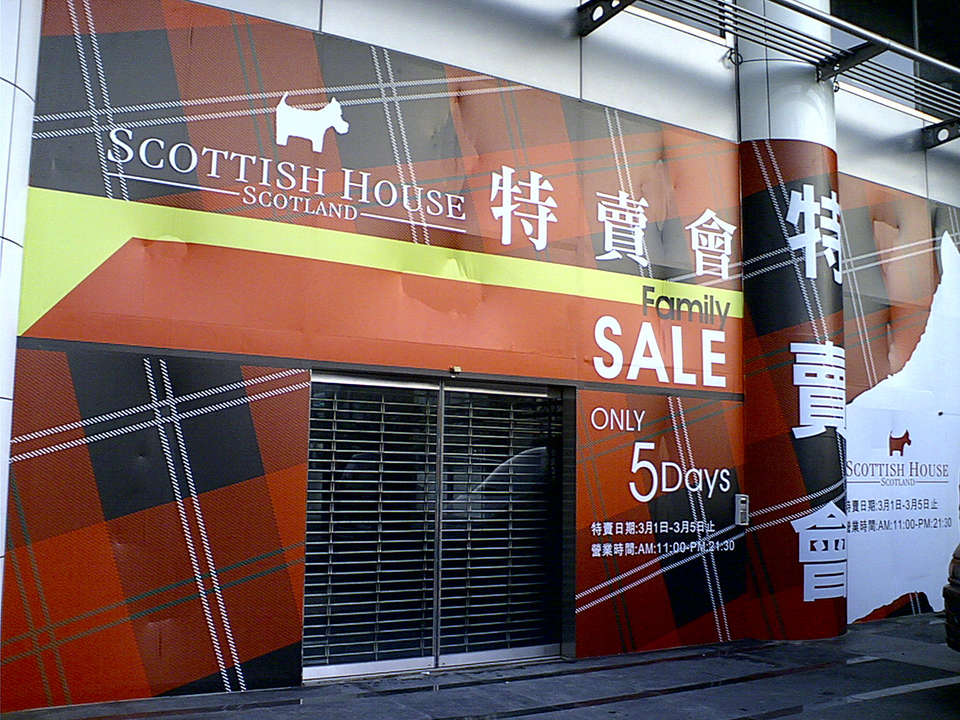 SCOTTISH HOUSE
SCOTLAND
特賣會
Family
SALE
ONLY
5Days
特賣日期:3月1日-3月5日止
營業時間:AM:11:00-PM:21:30
特賣會
SCOTTISH HOUSE
SCOTLAND
特賣日期:3月1日-3月5日止
營業時間:AM:11:00-PM:21:30